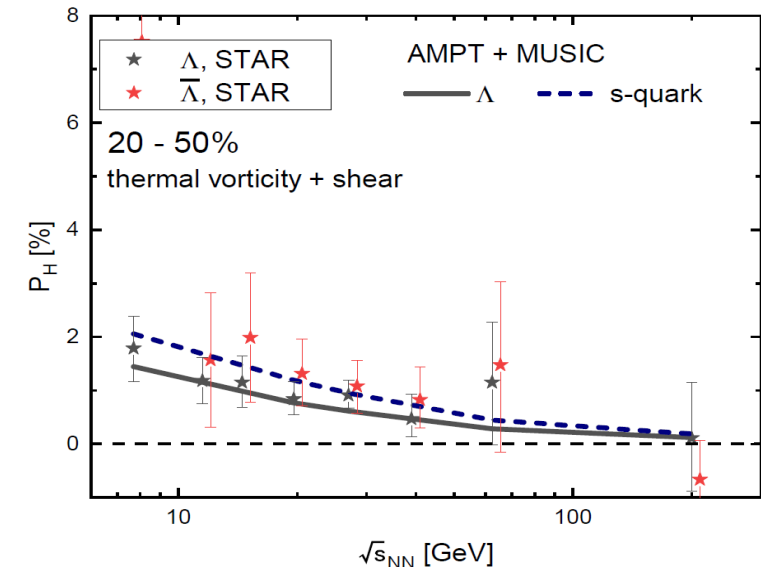 8
Λ, STAR
Λ̅, STAR
AMPT + MUSIC
Λ
s-quark
6
20 - 50%
thermal vorticity + shear
4
P_H [%]
2
0
10
100
√s_NN [GeV]